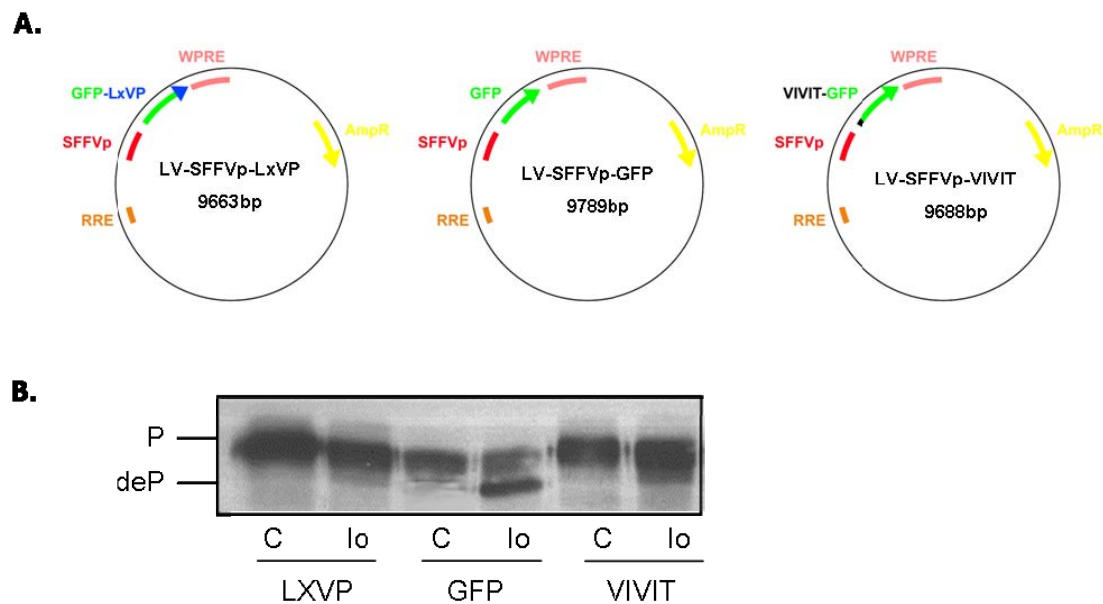 A.
WPRE
GFP-LxVP
SFFVp
AmpR
LV-SFFVp-LxVP
9663bp
RRE
WPRE
GFP
SFFVp
AmpR
LV-SFFVp-GFP
9789bp
RRE
WPRE
VIVIT-GFP
SFFVp
AmpR
LV-SFFVp-VIVIT
9688bp
RRE
B.
P
deP
C Io C Io C Io
LXVP GFP VIVIT